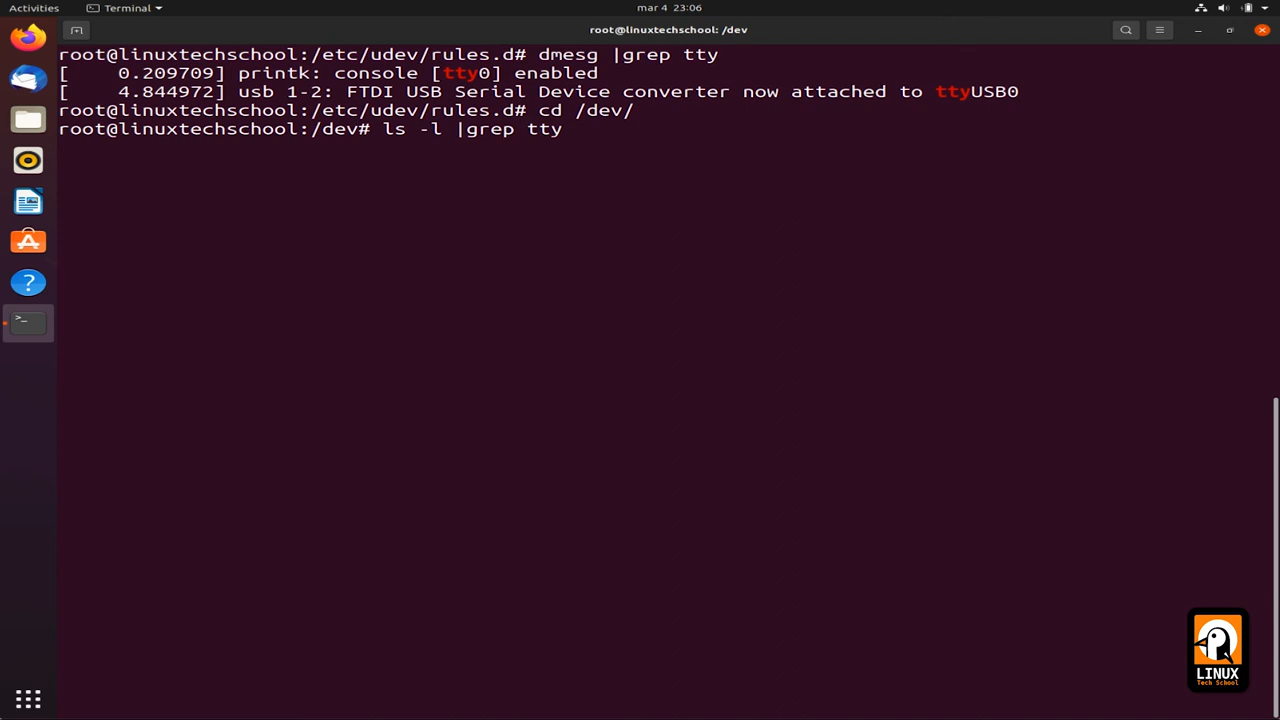 Activities
Terminal
mar 4 23:06
root@linuxtechschool: /dev
root@linuxtechschool:/etc/udev/rules.d# dmesg |grep tty
[    0.209709] printk: console [tty0] enabled
[    4.844972] usb 1-2: FTDI USB Serial Device converter now attached to ttyUSB0
root@linuxtechschool:/etc/udev/rules.d# cd /dev/
root@linuxtechschool:/dev# ls -l |grep tty
LINUX
Tech School